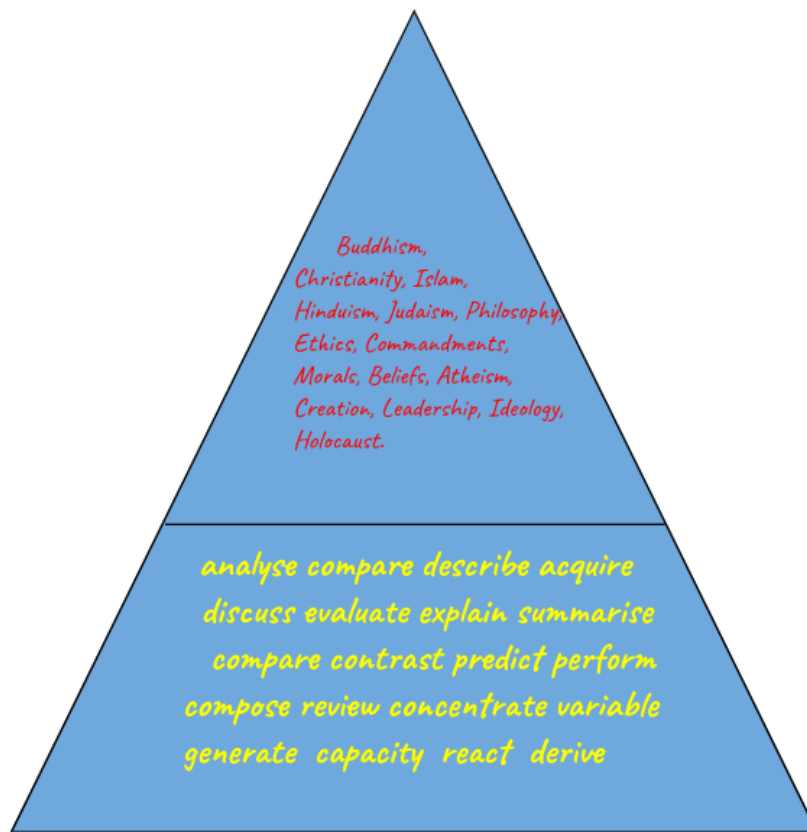 Buddhism,
Christianity, Islam,
Hinduism, Judaism, Philosophy,
Ethics, Commandments,
Morals, Beliefs, Atheism,
Creation, Leadership, Ideology,
Holocaust.
analyse compare describe acquire
discuss evaluate explain summarise
compare contrast predict perform
compose review concentrate variable
generate capacity react derive